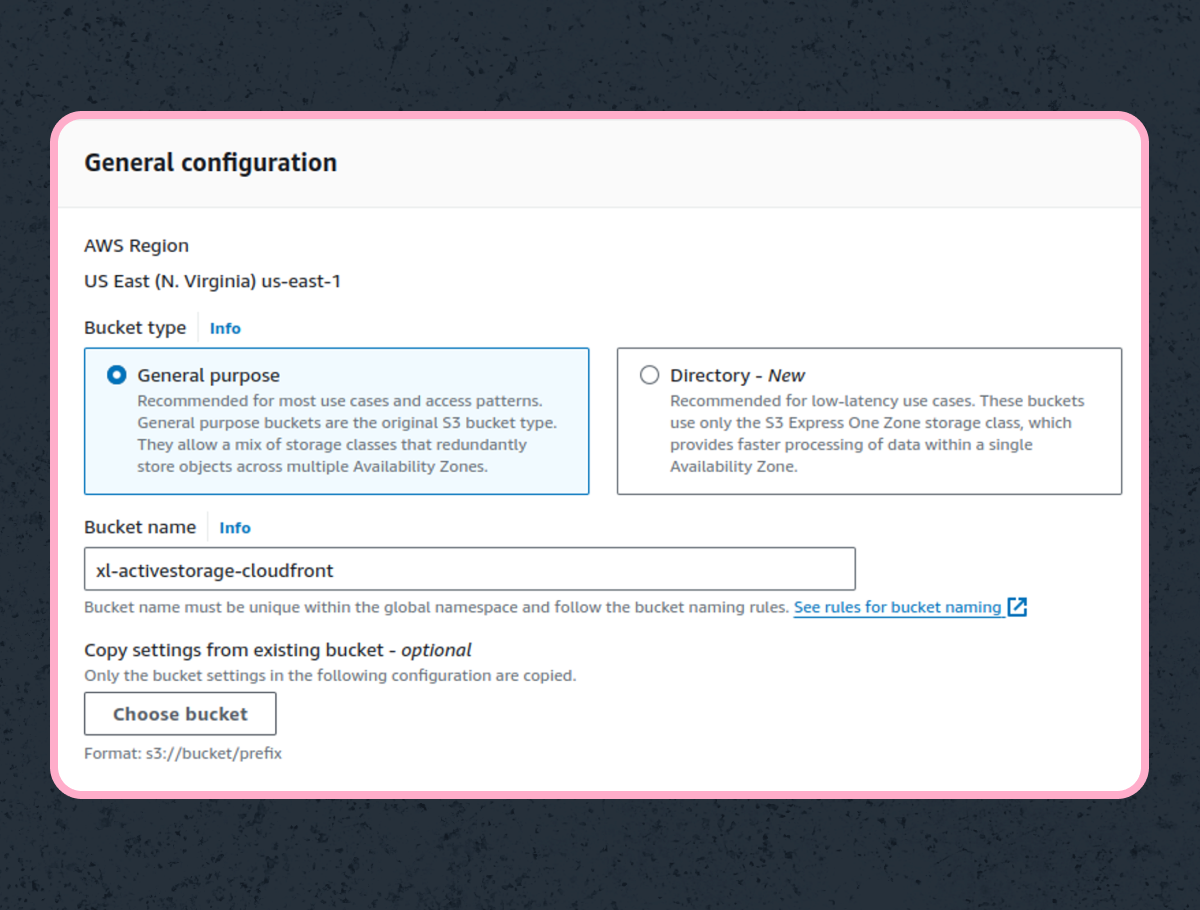 General configuration
AWS Region
US East (N. Virginia) us-east-1
Bucket type Info
General purpose
Recommended for most use cases and access patterns.
General purpose buckets are the original S3 bucket type.
They allow a mix of storage classes that redundantly
store objects across multiple Availability Zones.
Directory - New
Recommended for low-latency use cases. These buckets
use only the S3 Express One Zone storage class, which
provides faster processing of data within a single
Availability Zone.
Bucket name Info
xl-activestorage-cloudfront
Bucket name must be unique within the global namespace and follow the bucket naming rules. See rules for bucket naming
Copy settings from existing bucket - optional
Only the bucket settings in the following configuration are copied.
Choose bucket
Format: s3://bucket/prefix